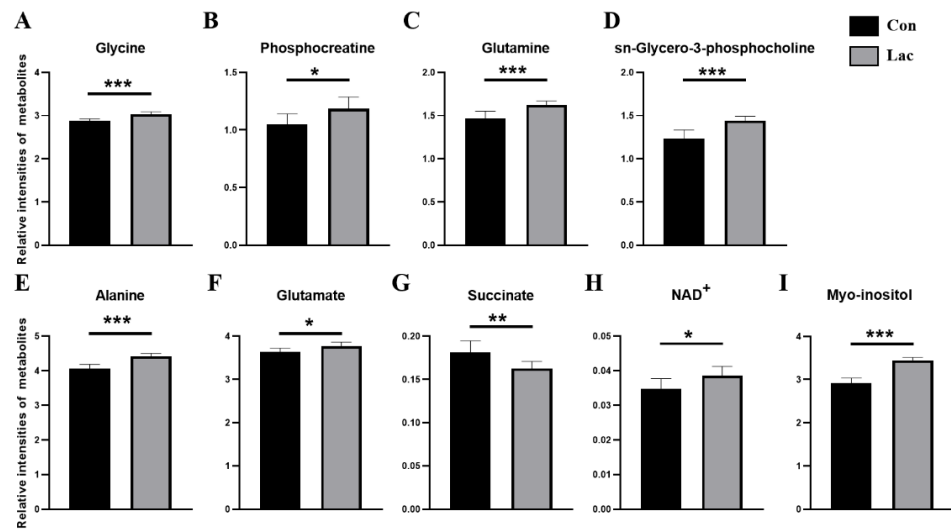 A
Glycine
***
4
3
2
1
0
Relative intensities of metabolites
B
Phosphocreatine
*
1.5
1.0
0.5
0.0
C
Glutamine
***
2.0
1.5
1.0
0.5
0.0
D
sn-Glycero-3-phosphocholine
***
2.0
1.5
1.0
0.5
0.0
Con
Lac
E
Alanine
***
5
4
3
2
1
0
Relative intensities of metabolites
F
Glutamate
*
4
3
2
1
0
G
Succinate
**
0.20
0.15
0.10
0.05
0.00
H
NAD+
*
0.05
0.04
0.03
0.02
0.01
0.00
I
Myo-inositol
***
4
3
2
1
0